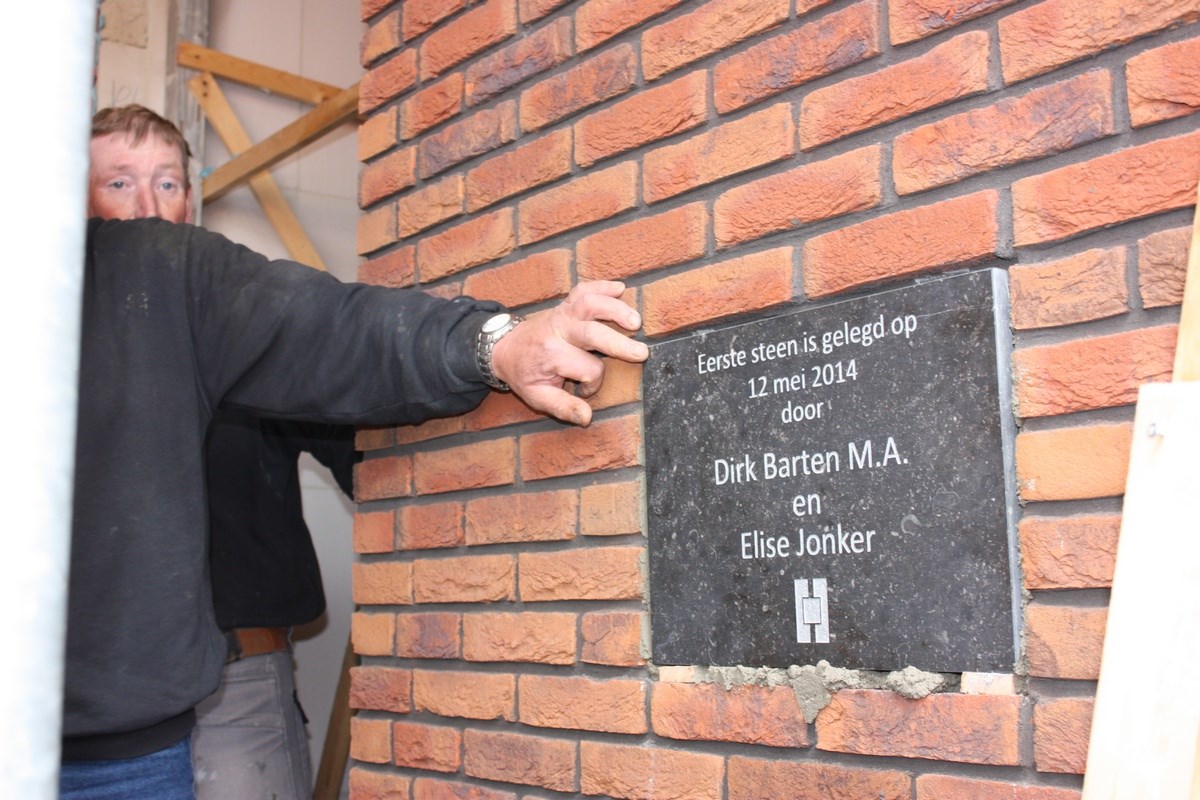 Eerste steen is gelegd op
12 mei 2014
door
Dirk Barten M.A.
en
Elise Jonker